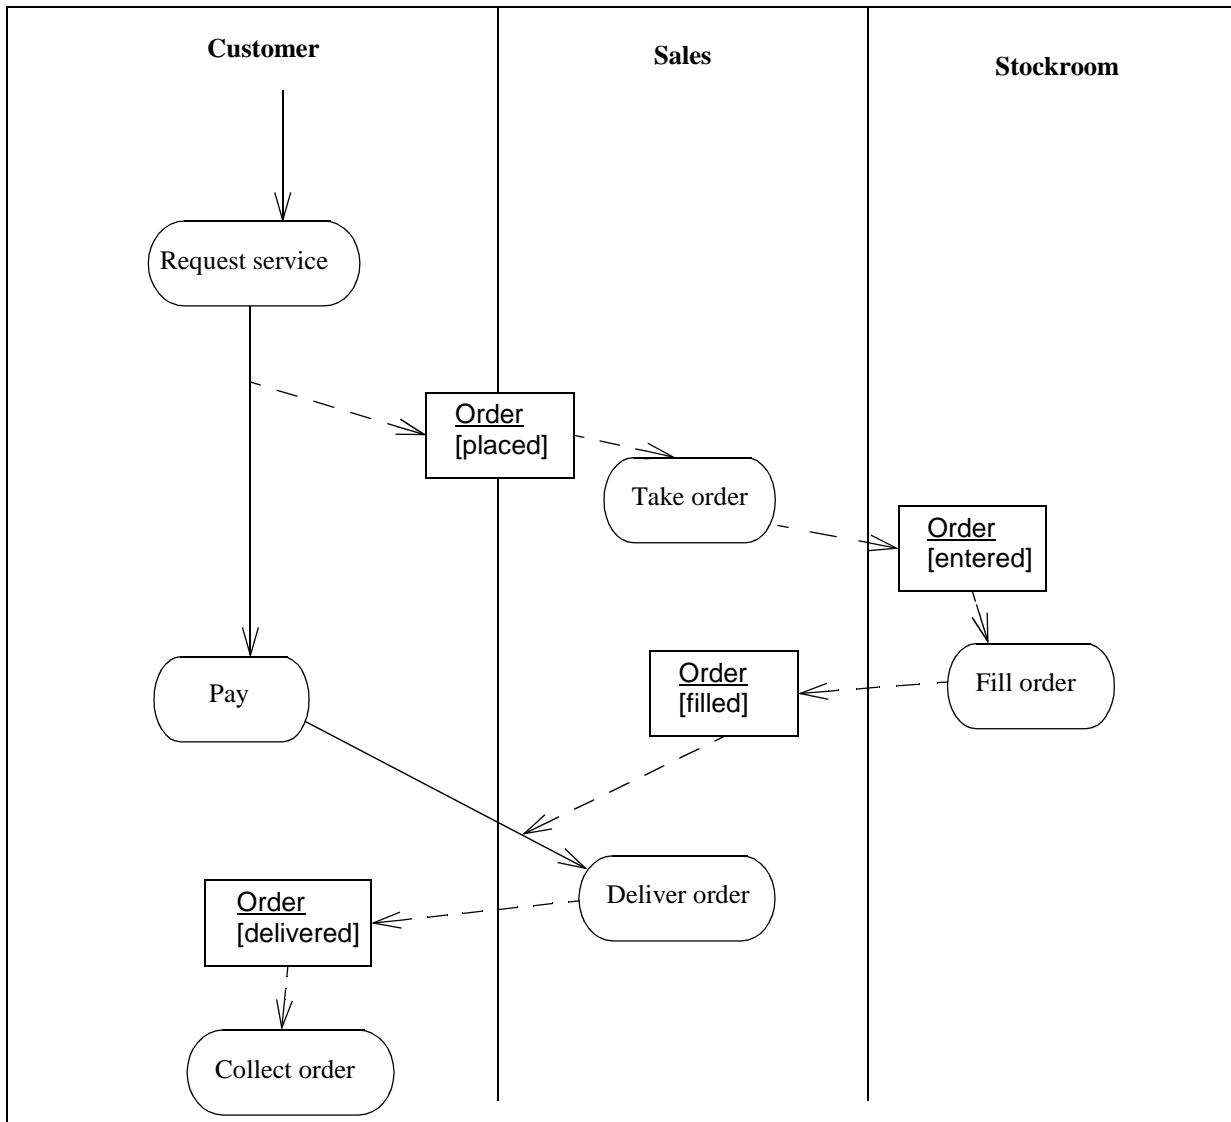 Customer
Sales
Stockroom
Request service
Order
[placed]
Take order
Order
[entered]
Order
[filled]
Fill order
Pay
Deliver order
Order
[delivered]
Collect order